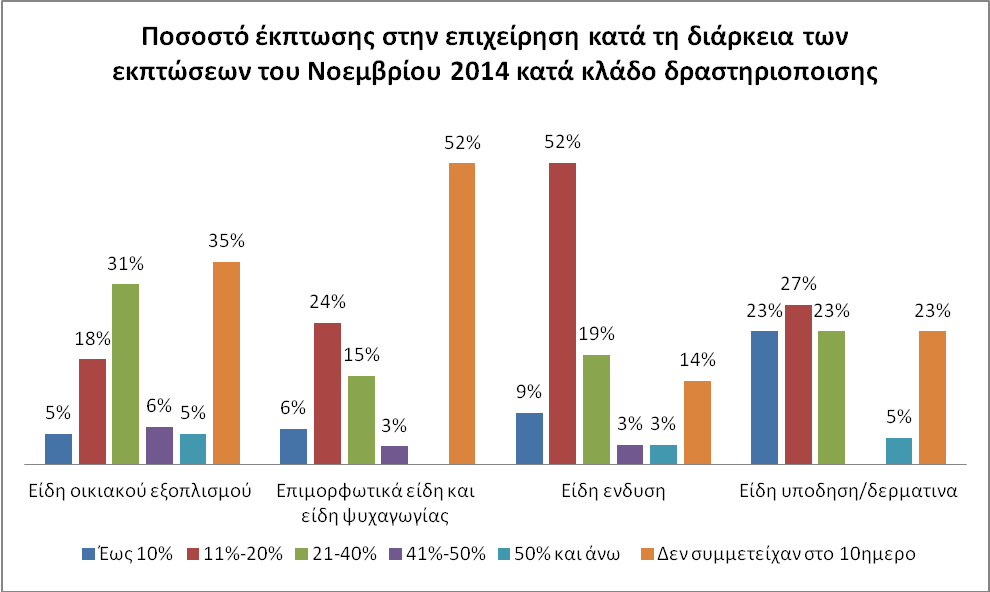 Ποσοστό έκπτωσης στην επιχείρηση κατά τη διάρκεια των
εκπτώσεων του Νοεμβρίου 2014 κατά κλάδο δραστηριοποισης
5% 18% 31% 6% 5% 35%
6% 24% 15% 3% 52%
9% 52% 19% 3% 3% 14%
23% 27% 23% 5% 23%
Είδη οικιακού εξοπλισμού
Επιμορφωτικά είδη και
είδη ψυχαγωγίας
Είδη ενδυση
Είδη υποδηση/δερματινα
Έως 10% 11%-20% 21-40% 41%-50% 50% και άνω Δεν συμμετείχαν στο 10ημερο